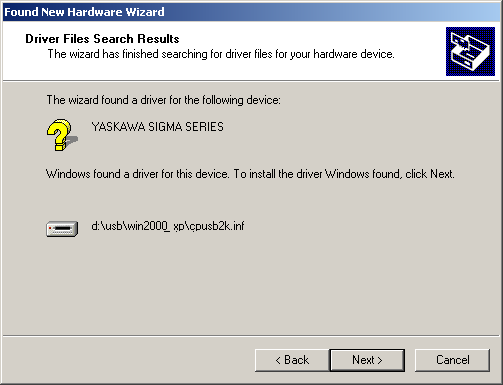 Found New Hardware Wizard
Driver Files Search Results
The wizard has finished searching for driver files for your hardware device.
The wizard found a driver for the following device:
YASKAWA SIGMA SERIES
Windows found a driver for this device. To install the driver Windows found, click Next.
d:\usb\win2000_xp\cpusb2k.inf
< Back
Next >
Cancel